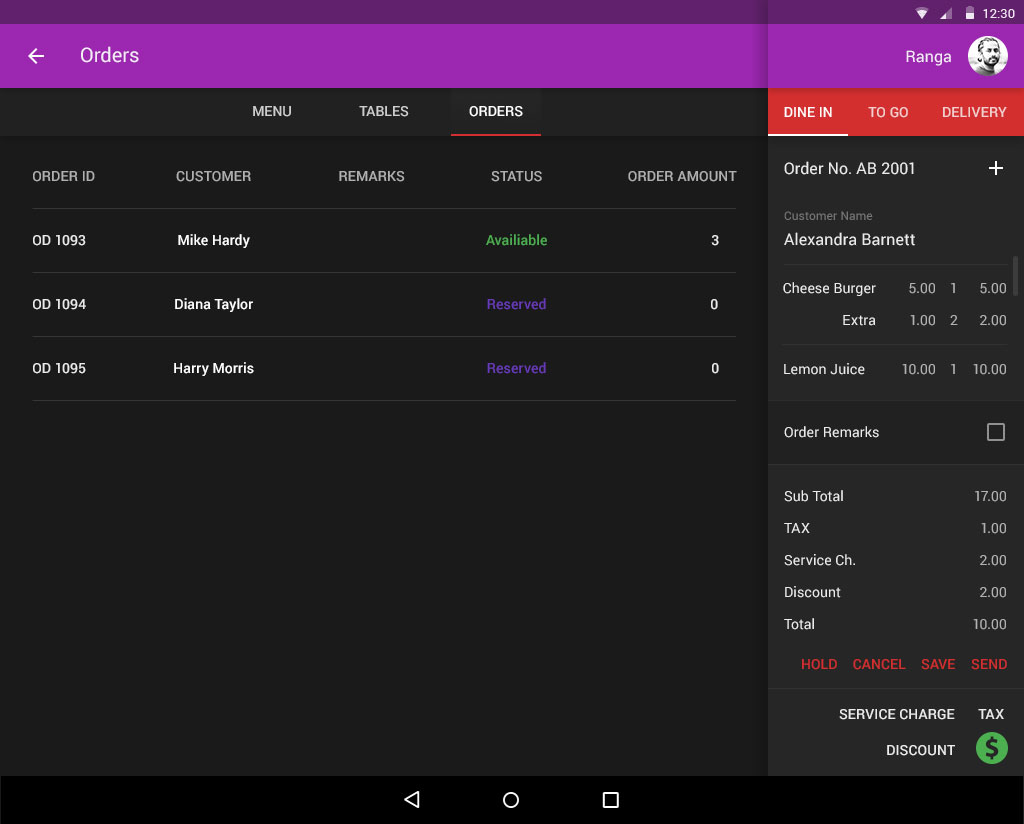 12:30
Orders
Ranga
MENU TABLES ORDERS
DINE IN TO GO DELIVERY
ORDER ID CUSTOMER REMARKS STATUS ORDER AMOUNT
OD 1093 Mike Hardy Availiable 3
OD 1094 Diana Taylor Reserved 0
OD 1095 Harry Morris Reserved 0
Order No. AB 2001
Customer Name
Alexandra Barnett
Cheese Burger 5.00 1 5.00
Extra 1.00 2 2.00
Lemon Juice 10.00 1 10.00
Order Remarks
Sub Total 17.00
TAX 1.00
Service Ch. 2.00
Discount 2.00
Total 10.00
HOLD CANCEL SAVE SEND
SERVICE CHARGE TAX
DISCOUNT $